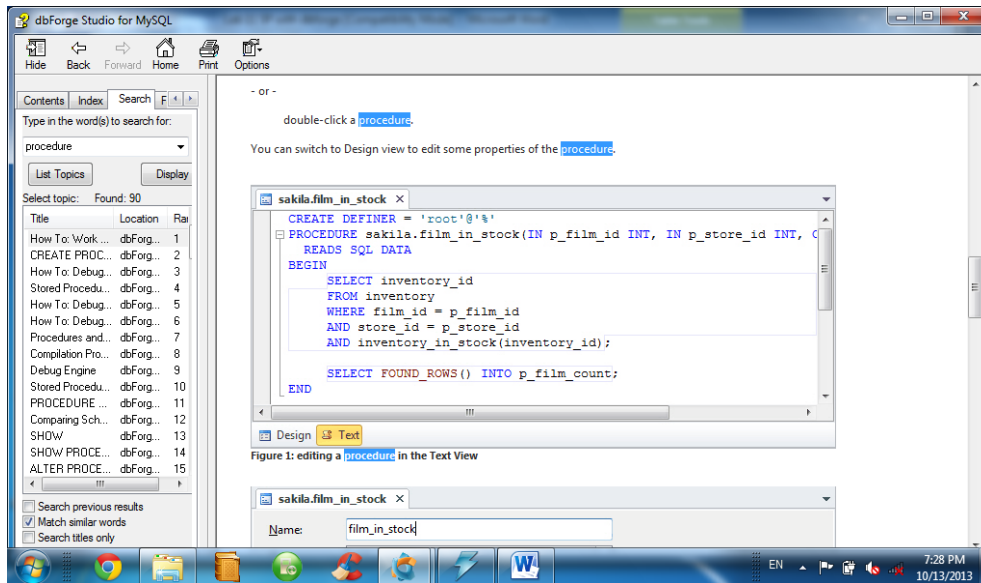 dbForge Studio for MySQL
Hide Back Forward Home Print Options
Contents Index Search F
Type in the word(s) to search for:
procedure
List Topics Display
Select topic: Found: 90
Title Location Rai
How To: Work ... dbForg... 1
CREATE PROC... dbForg... 2
How To: Debug... dbForg... 3
Stored Procedu... dbForg... 4
How To: Debug... dbForg... 5
How To: Debug... dbForg... 6
Procedures and... dbForg... 7
Compilation Pro... dbForg... 8
Debug Engine dbForg... 9
Stored Procedu... dbForg... 10
PROCEDURE ... dbForg... 11
Comparing Sch... dbForg... 12
SHOW dbForg... 13
SHOW PROCE... dbForg... 14
ALTER PROCE... dbForg... 15
Search previous results
Match similar words
Search titles only
- or -
double-click a procedure.
You can switch to Design view to edit some properties of the procedure.
sakila.film_in_stock
CREATE DEFINER = 'root'@'%'
PROCEDURE sakila.film_in_stock(IN p_film_id INT, IN p_store_id INT, O
READS SQL DATA
BEGIN
SELECT inventory_id
FROM inventory
WHERE film_id = p_film_id
AND store_id = p_store_id
AND inventory_in_stock(inventory_id);
SELECT FOUND_ROWS() INTO p_film_count;
END
Design Text
Figure 1: editing a procedure in the Text View
sakila.film_in_stock
Name: film_in_stock
EN 7:28 PM
10/13/2013